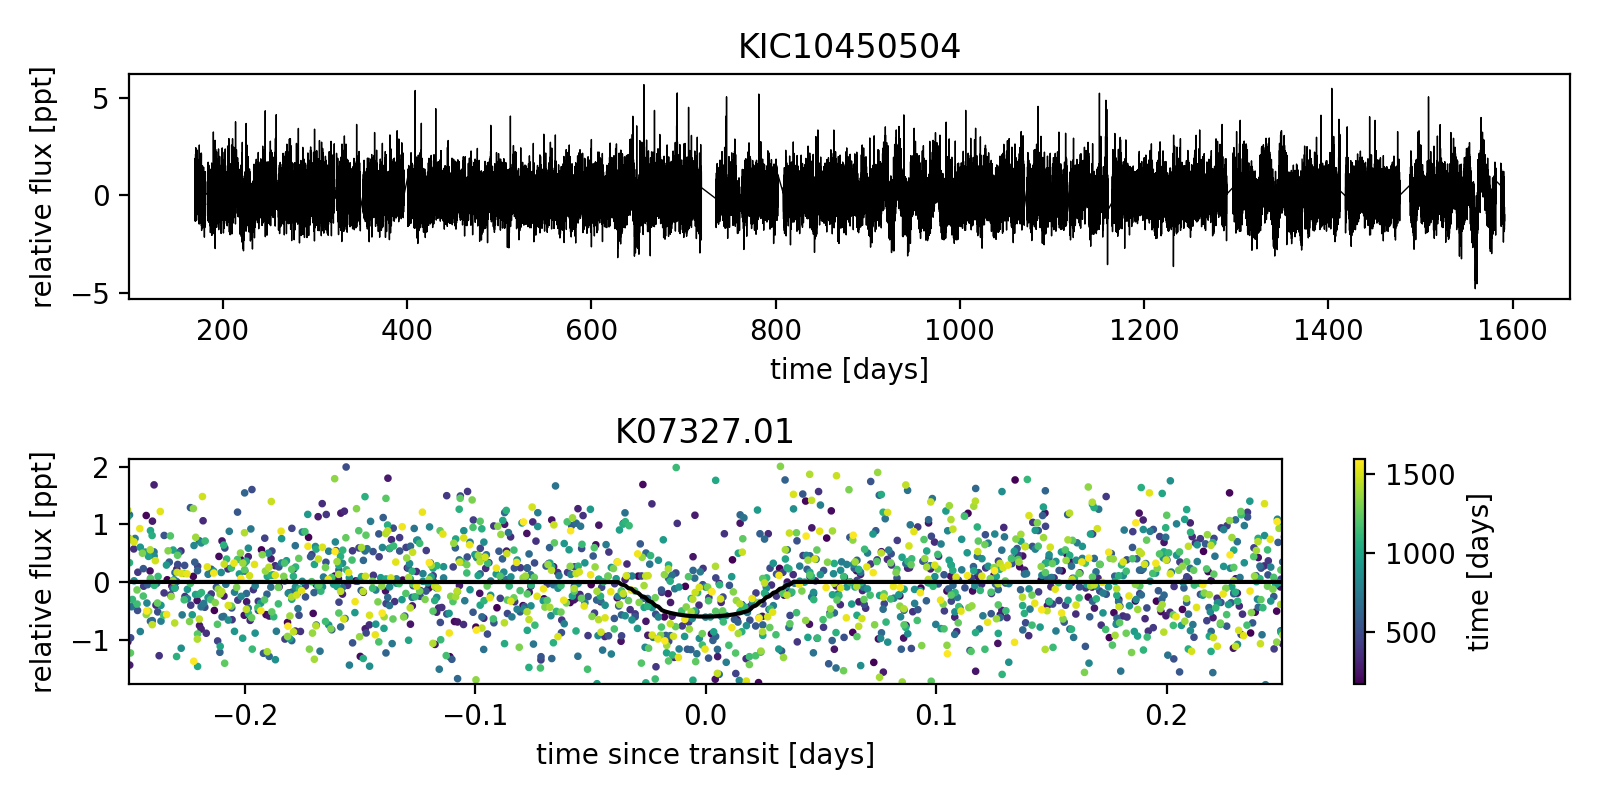 KIC10450504
relative flux [ppt]
5
0
−5
200 400 600 800 1000 1200 1400 1600
time [days]
K07327.01
relative flux [ppt]
2
1
0
−1
−0.2 −0.1 0.0 0.1 0.2
time since transit [days]
1500
1000
500
time [days]